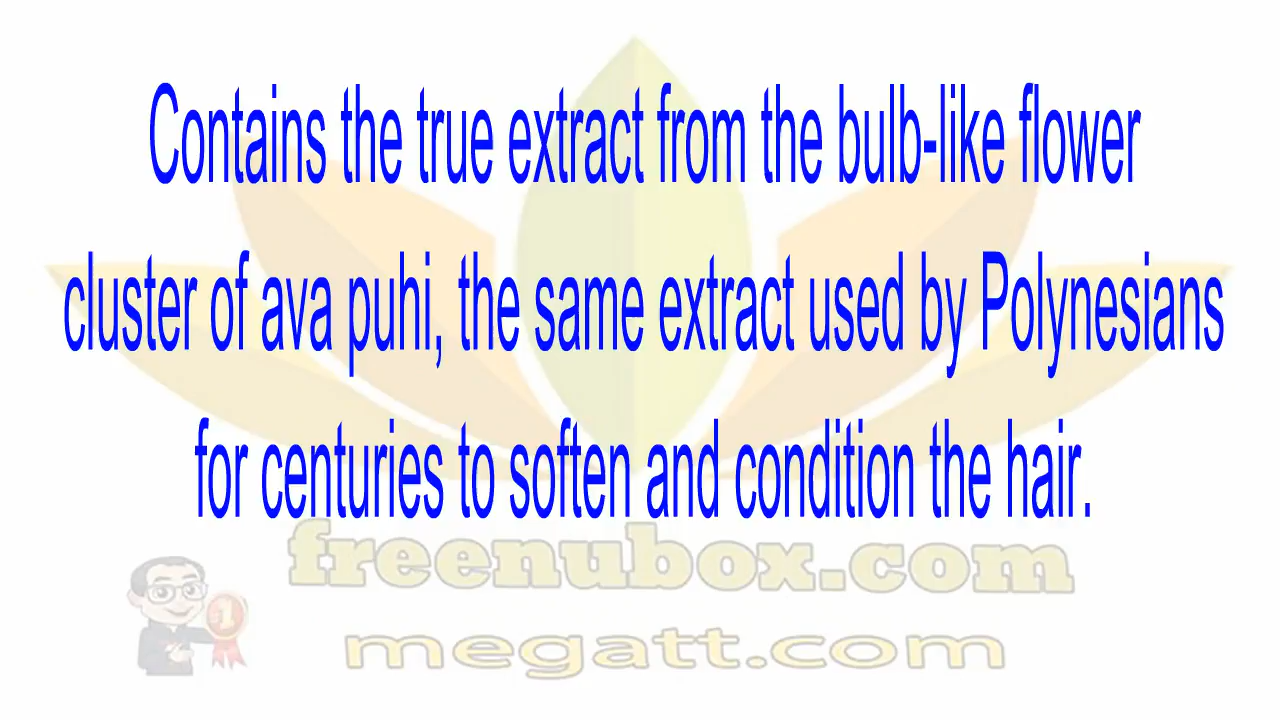 Contains the true extract from the bulb-like flower
cluster of ava puhi, the same extract used by Polynesians
for centuries to soften and condition the hair.
freenubox.com
1
megatt.com